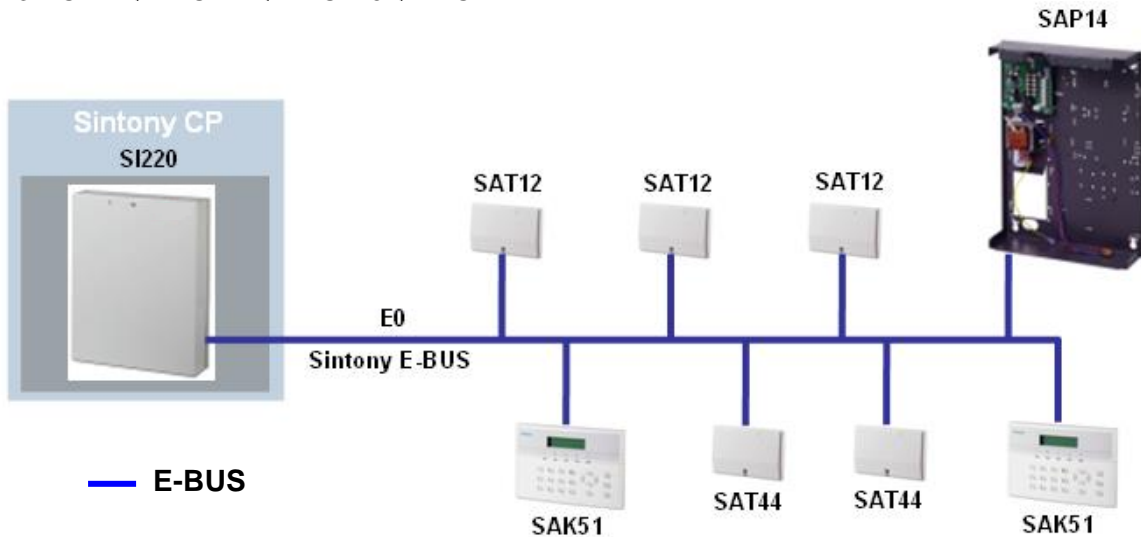 SAP14
Sintony CP
SI220
SAT12
SAT12
SAT12
E0
Sintony E-BUS
E-BUS
SAK51
SAT44
SAT44
SAK51